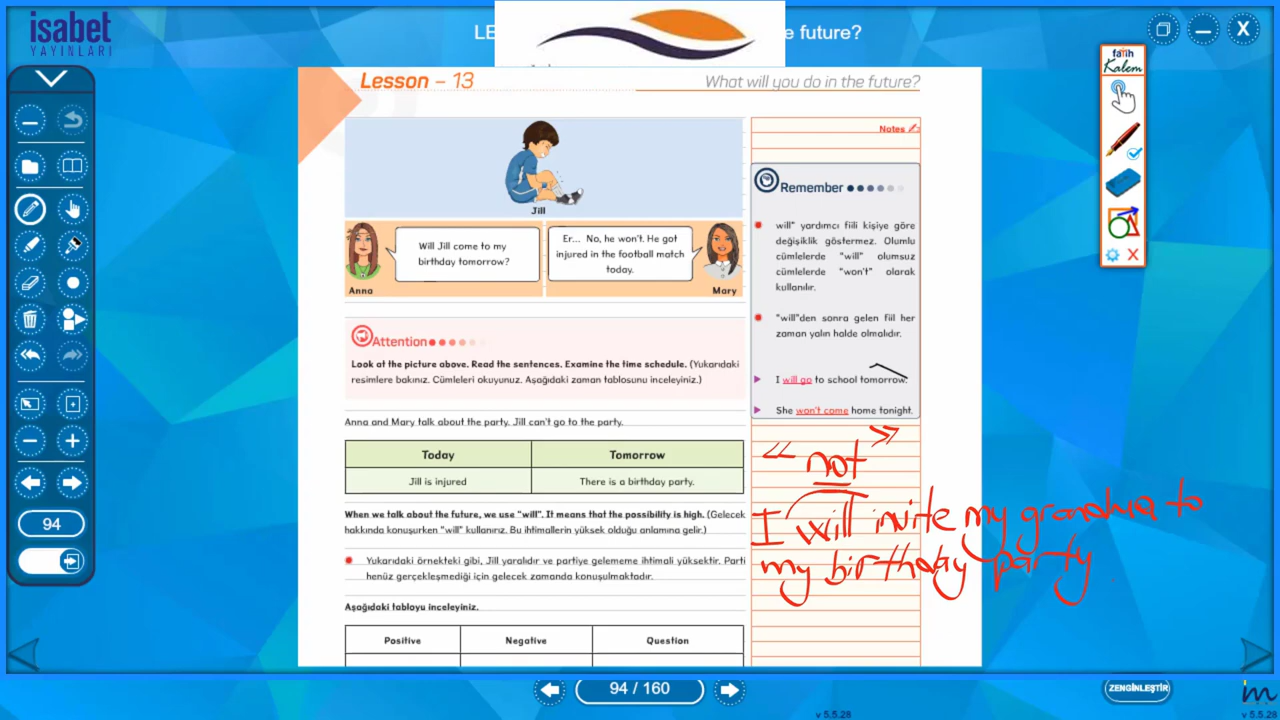 isabet
YAYINLARI
LE
e future?
fatih
Kalem
Lesson - 13
What will you do in the future?
Jill
Will Jill come to my
birthday tomorrow?
Er... No, he won't. He got
injured in the football match
today.
Anna
Mary
Attention
Look at the picture above. Read the sentences. Examine the time schedule. (Yukarıdaki
resimlere bakınız. Cümleleri okuyunuz. Aşağıdaki zaman tablosunu inceleyiniz.)
Anna and Mary talk about the party. Jill can't go to the party.
Today
Tomorrow
Jill is injured
There is a birthday party.
When we talk about the future, we use "will". It means that the possibility is high. (Gelecek
hakkında konuşurken "will" kullanırız. Bu ihtimallerin yüksek olduğu anlamına gelir.)
Yukarıdaki örnekteki gibi, Jill yaralıdır ve partiye gelememe ihtimali yüksektir. Parti
henüz gerçekleşmediği için gelecek zamanda konuşulmaktadır.
Aşağıdaki tabloyu inceleyiniz.
Positive
Negative
Question
Notes
Remember
will" yardımcı fiili kişiye göre
değişiklik göstermez. Olumlu
cümlelerde "will" olumsuz
cümlelerde "won't" olarak
kullanılır.
"will"den sonra gelen fiil her
zaman yalın halde olmalıdır.
I will go to school tomorrow.
She won't come home tonight.
" not "
I will invite my to
my birthday party
94
94 / 160
ZENGİNLEŞTİR
v 5.5.28
im
v 5.5.28